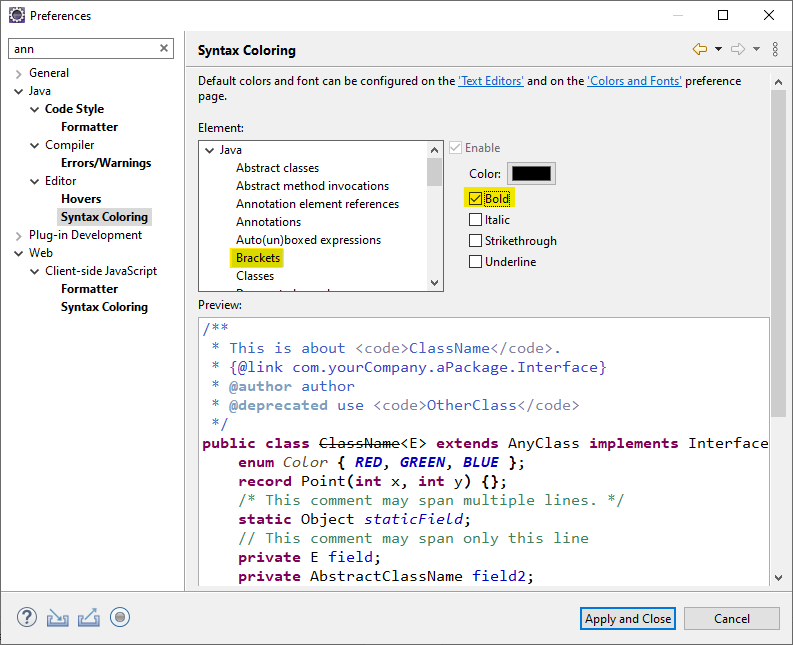 Preferences
ann
General
Java
Code Style
Formatter
Compiler
Errors/Warnings
Editor
Hovers
Syntax Coloring
Plug-in Development
Web
Client-side JavaScript
Formatter
Syntax Coloring
Syntax Coloring
Default colors and font can be configured on the 'Text Editors' and on the 'Colors and Fonts' preference
page.
Element:
Java
Abstract classes
Abstract method invocations
Annotation element references
Annotations
Auto(un)boxed expressions
Brackets
Classes
Enable
Color:
Bold
Italic
Strikethrough
Underline
Preview:
/**
* This is about <code>ClassName</code>.
* {@link com.yourCompany.aPackage.Interface}
* @author author
* @deprecated use <code>OtherClass</code>
*/
public class ClassName<E> extends AnyClass implements Interface
enum Color { RED, GREEN, BLUE };
record Point(int x, int y) {};
/* This comment may span multiple lines. */
static Object staticField;
// This comment may span only this line
private E field;
private AbstractClassName field2;
Apply and Close
Cancel